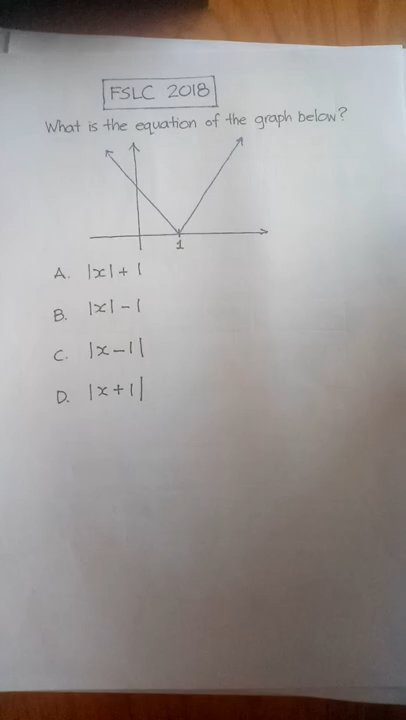 FSLC 2018
What is the equation of the graph below?
1
A. |x| + 1
B. |x| - 1
C. |x-1|
D. |x+1|